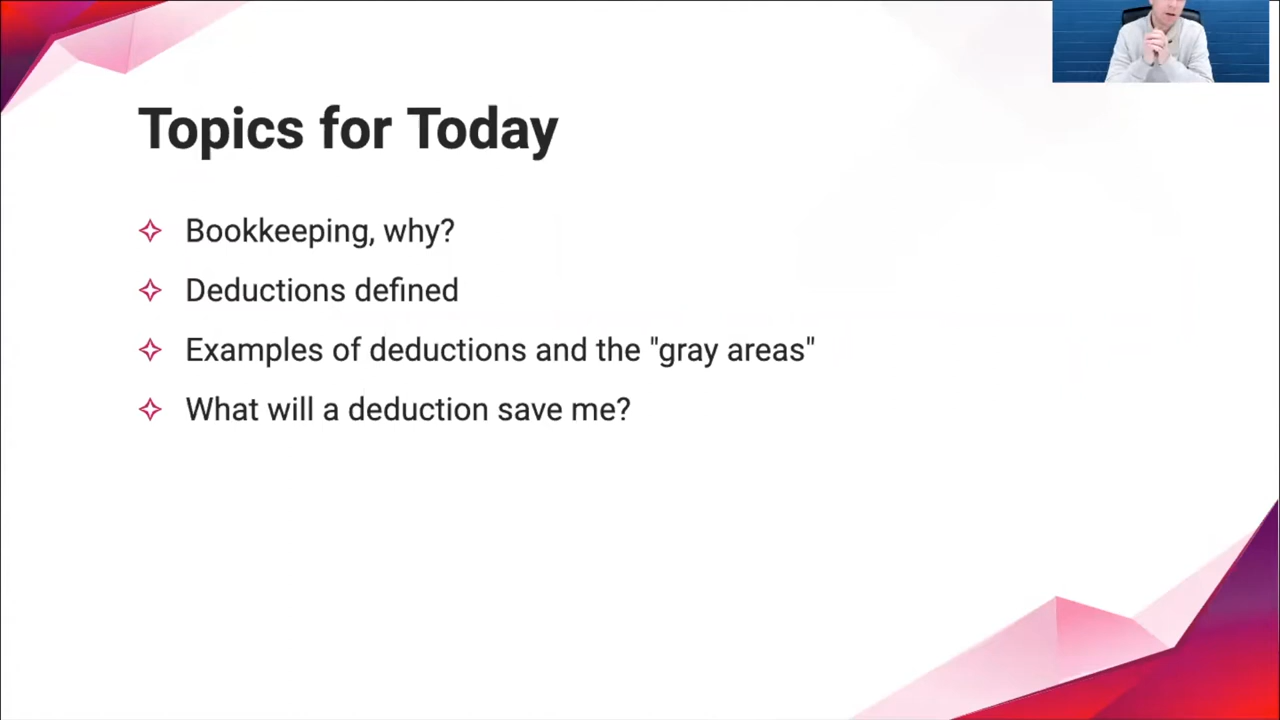 Topics for Today
Bookkeeping, why?
Deductions defined
Examples of deductions and the "gray areas"
What will a deduction save me?